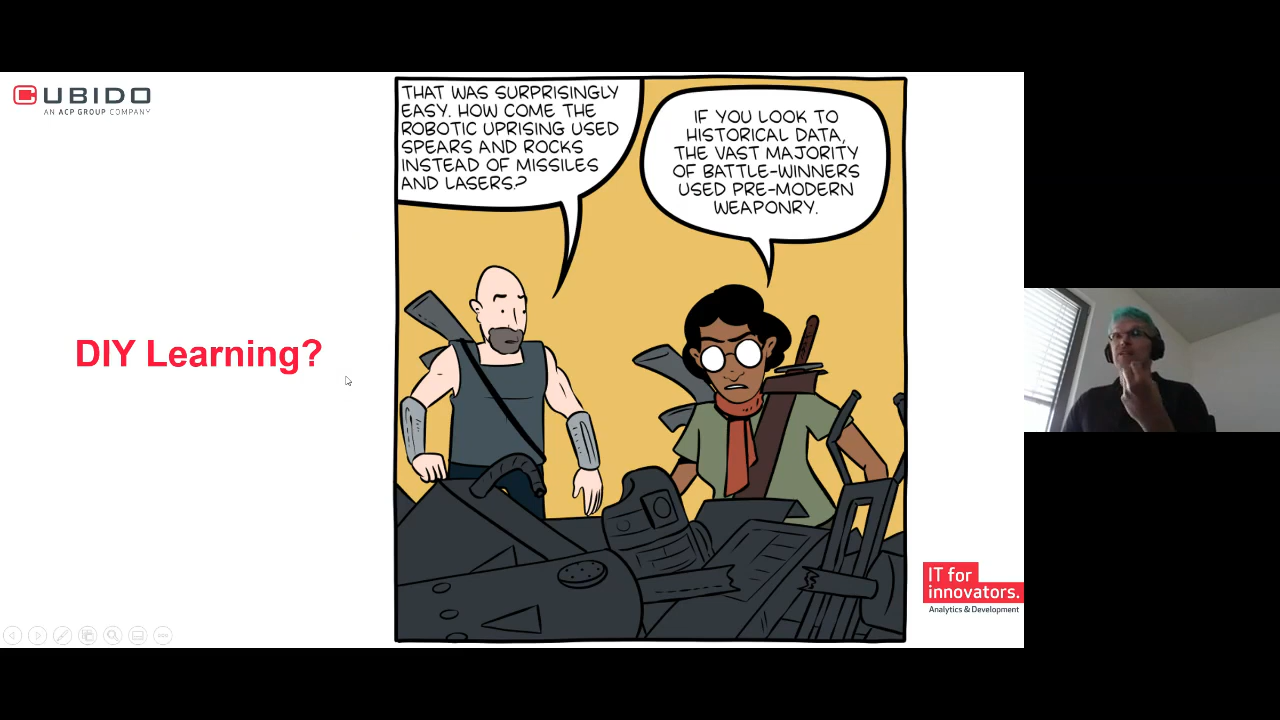 CUBIDO
AN ACP GROUP COMPANY
THAT WAS SURPRISINGLY
EASY. HOW COME THE
ROBOTIC UPRISING USED
SPEARS AND ROCKS
INSTEAD OF MISSILES
AND LASERS?
IF YOU LOOK TO
HISTORICAL DATA,
THE VAST MAJORITY
OF BATTLE-WINNERS
USED PRE-MODERN
WEAPONRY.
DIY Learning?
IT for
innovators.
Analytics & Development